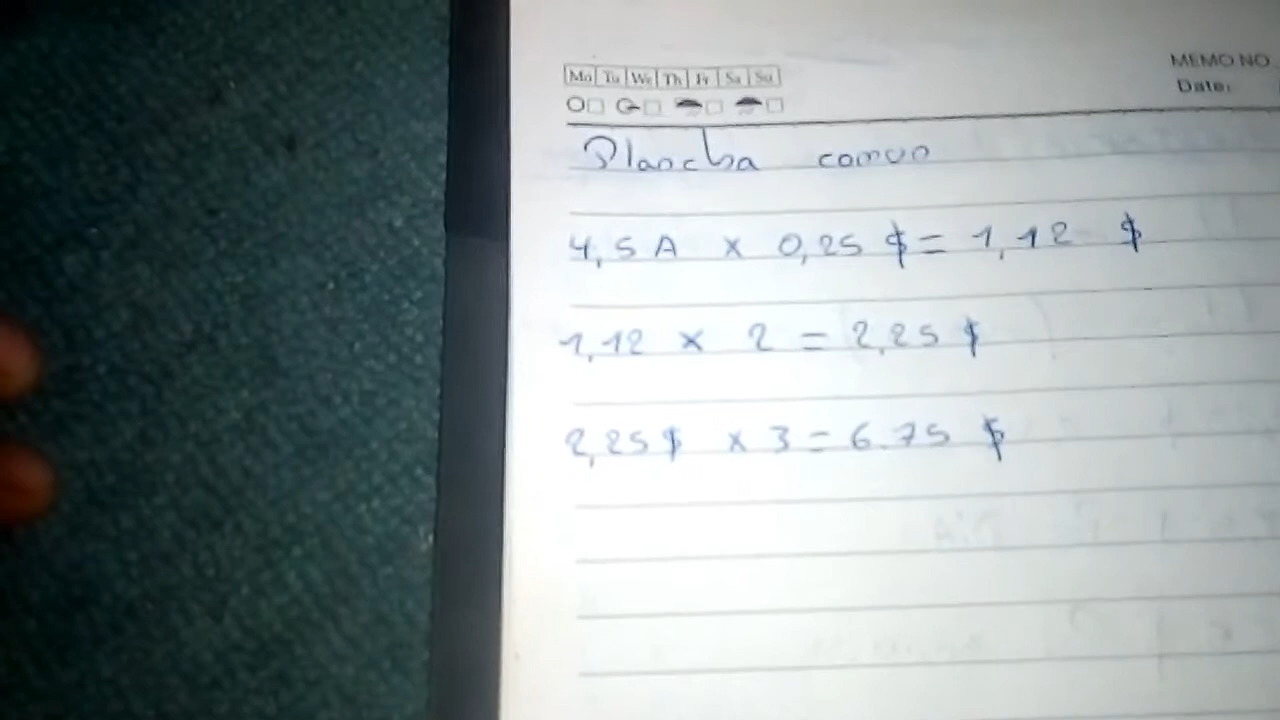 Mo Tu We Th Fr Sa Su
MEMO NO.
Date:
Plancha comun
4,5 A x 0,25 $ = 1,12 $
1,12 x 2 = 2,25 $
2,25 $ x 3 = 6.75 $